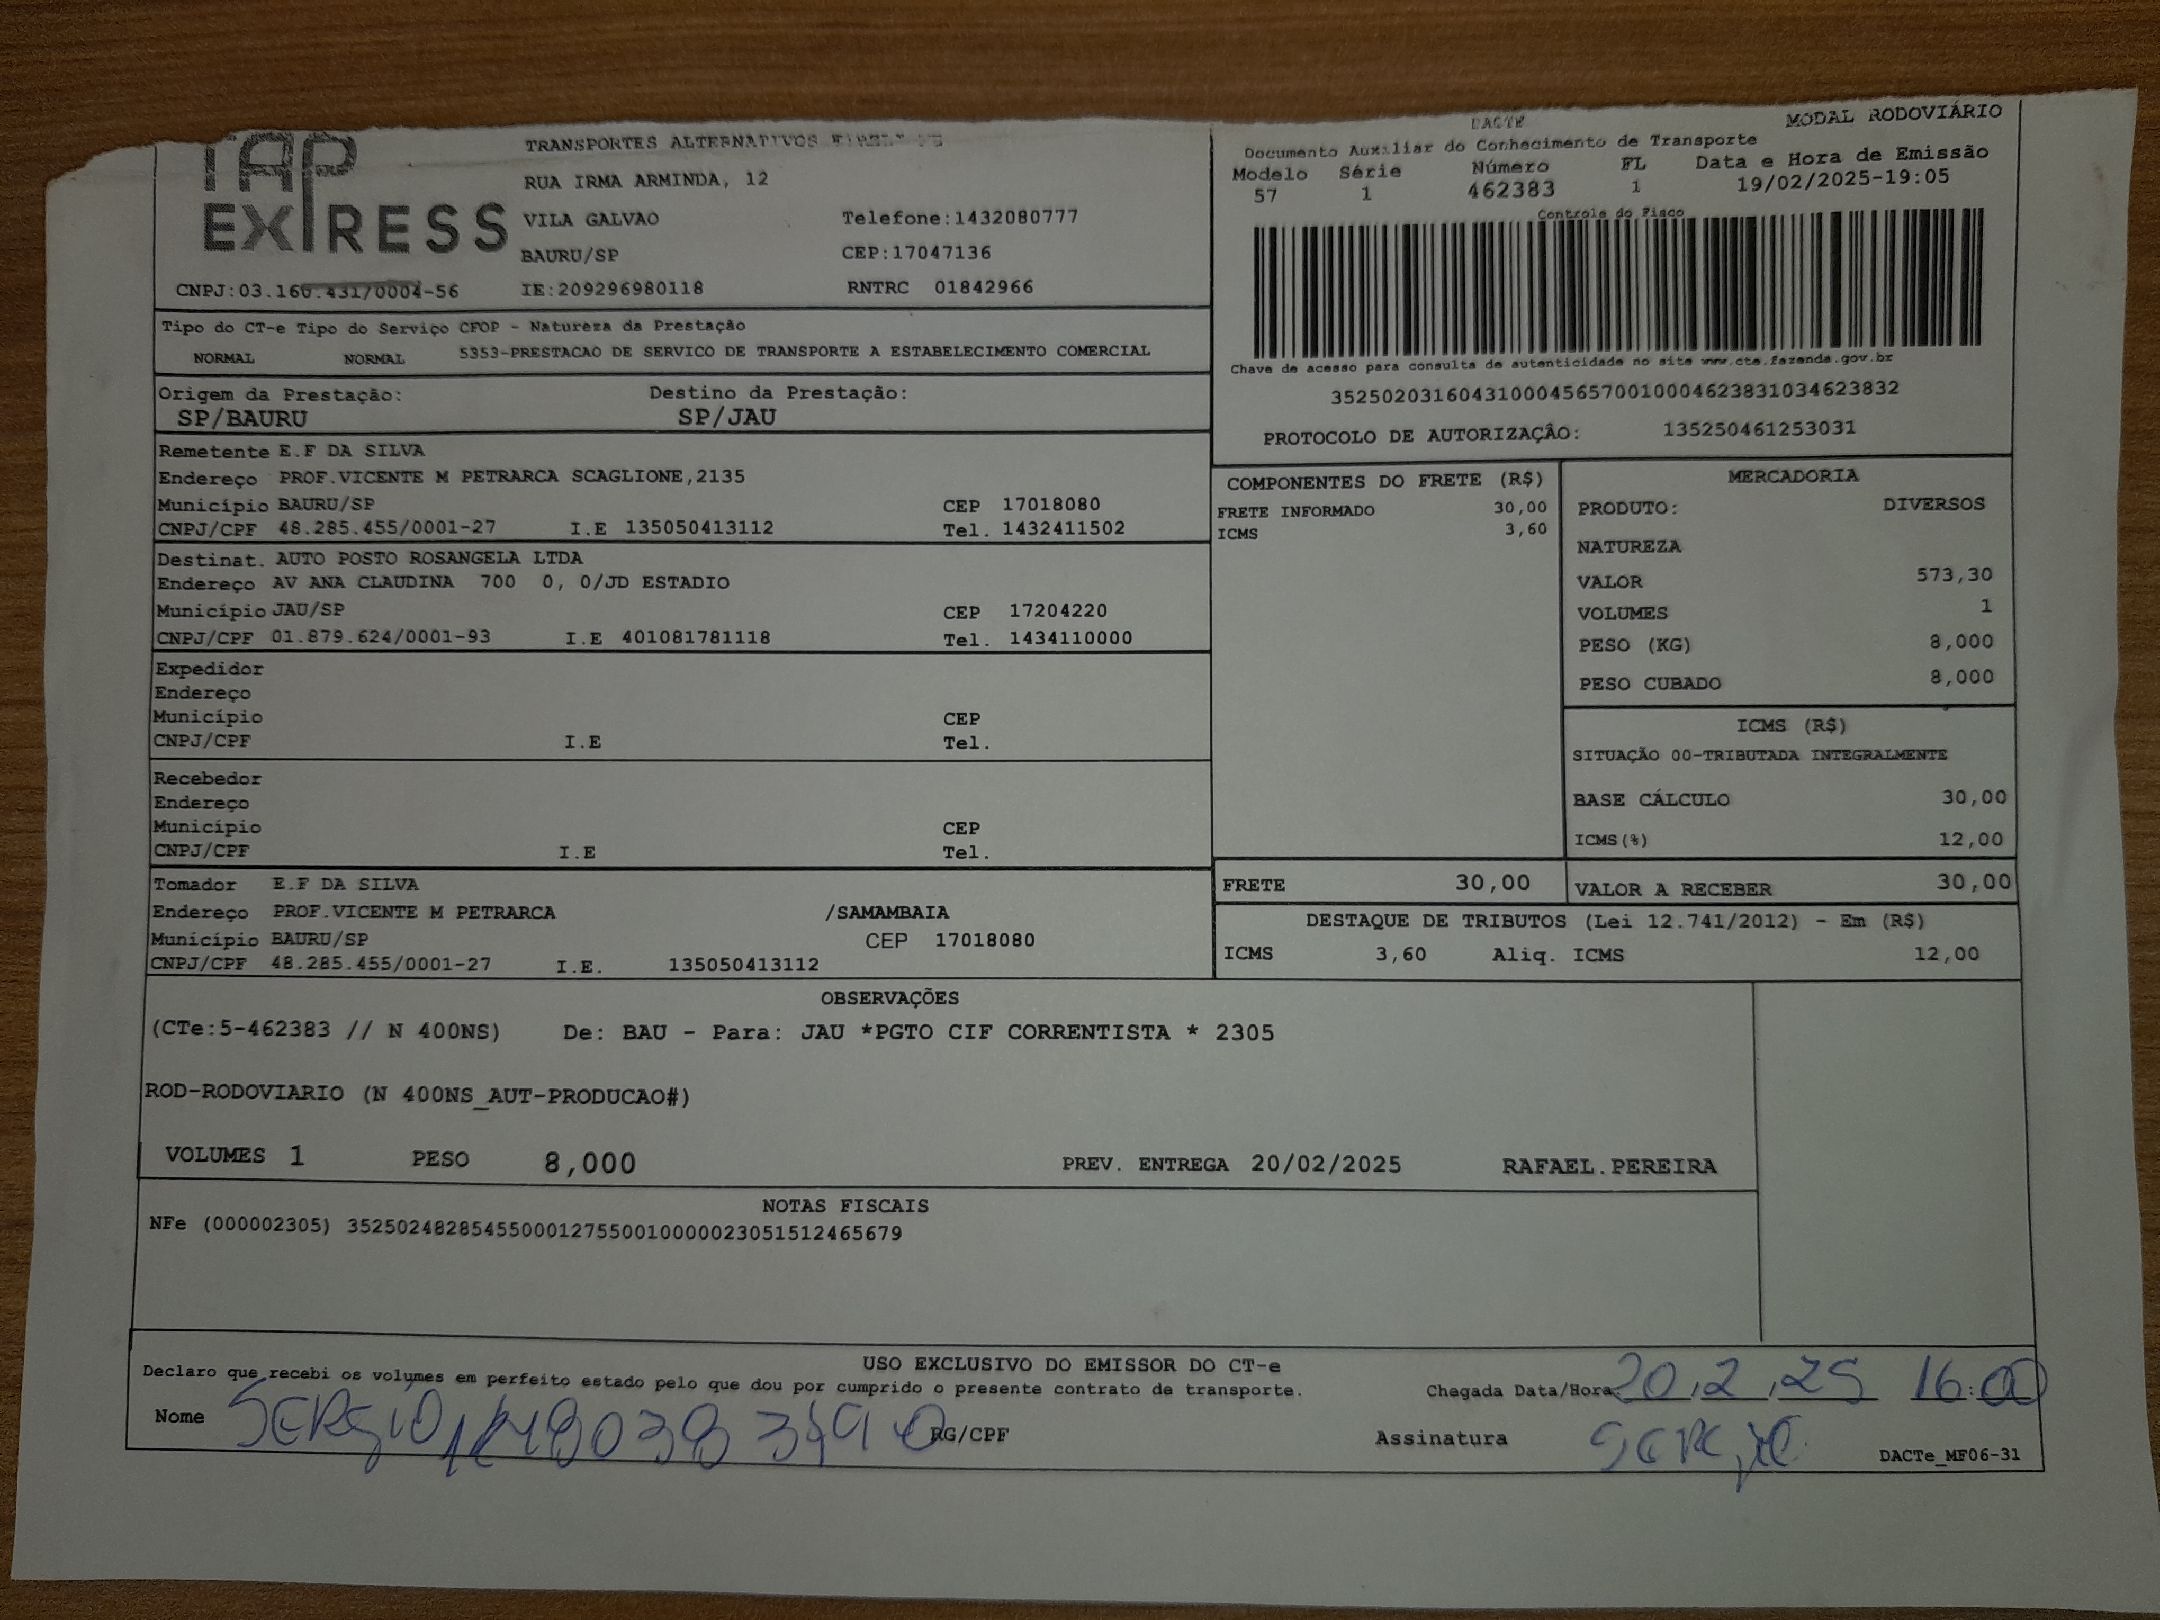 TAP
EXPRESS
TRANSPORTES ALTERNATIVOS
RUA IRMA ARMINDA, 12
VILA GALVAO Telefone:1432080777
BAURU/SP CEP:17047136
CNPJ:03.160.431/0004-56 IE:209296980118 RNTRC 01842966
DACTE MODAL RODOVIÁRIO
Documento Auxiliar do Conhecimento de Transporte
Modelo Série Número FL Data e Hora de Emissão
57 1 462383 1 19/02/2025-19:05
Controle do Fisco
Chave de acesso para consulta de autenticidade no site www.cte.fazenda.gov.br
35250203160431000456570010004623831034623832
PROTOCOLO DE AUTORIZAÇÃO: 135250461253031
Tipo do CT-e Tipo do Serviço CFOP - Natureza da Prestação
NORMAL NORMAL 5353-PRESTACAO DE SERVICO DE TRANSPORTE A ESTABELECIMENTO COMERCIAL
Origem da Prestação: Destino da Prestação:
SP/BAURU SP/JAU
Remetente E.F DA SILVA
Endereço PROF.VICENTE M PETRARCA SCAGLIONE,2135
Município BAURU/SP CEP 17018080
CNPJ/CPF 48.285.455/0001-27 I.E 135050413112 Tel. 1432411502
Destinat. AUTO POSTO ROSANGELA LTDA
Endereço AV ANA CLAUDINA 700 0, 0/JD ESTADIO
Município JAU/SP CEP 17204220
CNPJ/CPF 01.879.624/0001-93 I.E 401081781118 Tel. 1434110000
Expedidor
Endereço
Município CEP
CNPJ/CPF I.E Tel.
Recebedor
Endereço
Município CEP
CNPJ/CPF I.E Tel.
Tomador E.F DA SILVA
Endereço PROF.VICENTE M PETRARCA /SAMAMBAIA
Município BAURU/SP CEP 17018080
CNPJ/CPF 48.285.455/0001-27 I.E. 135050413112
COMPONENTES DO FRETE (R$)
FRETE INFORMADO 30,00
ICMS 3,60
MERCADORIA
PRODUTO: DIVERSOS
NATUREZA
VALOR 573,30
VOLUMES 1
PESO (KG) 8,000
PESO CUBADO 8,000
ICMS (R$)
SITUAÇÃO 00-TRIBUTADA INTEGRALMENTE
BASE CÁLCULO 30,00
ICMS(%) 12,00
FRETE 30,00 VALOR A RECEBER 30,00
DESTAQUE DE TRIBUTOS (Lei 12.741/2012) - Em (R$)
ICMS 3,60 Aliq. ICMS 12,00
OBSERVAÇÕES
(CTe:5-462383 // N 400NS) De: BAU - Para: JAU *PGTO CIF CORRENTISTA * 2305
ROD-RODOVIARIO (N 400NS_AUT-PRODUCAO#)
VOLUMES 1 PESO 8,000 PREV. ENTREGA 20/02/2025 RAFAEL.PEREIRA
NOTAS FISCAIS
NFe (000002305) 35250248285455000127550010000023051512465679
USO EXCLUSIVO DO EMISSOR DO CT-e
Declaro que recebi os volumes em perfeito estado pelo que dou por cumprido o presente contrato de transporte.
Chegada Data/Hora 20.2.25 16:00
Nome SERGIO RG/CPF Assinatura SERGIO
DACTe_MF06-31